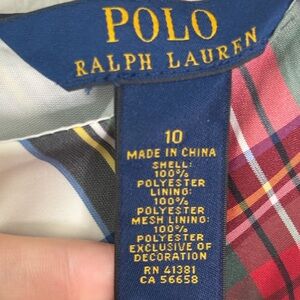 POLO
RALPH LAUREN
10
MADE IN CHINA
SHELL:
100%
POLYESTER
LINING:
100%
POLYESTER
MESH LINING:
100%
POLYESTER
EXCLUSIVE OF
DECORATION
RN 41381
CA 56658